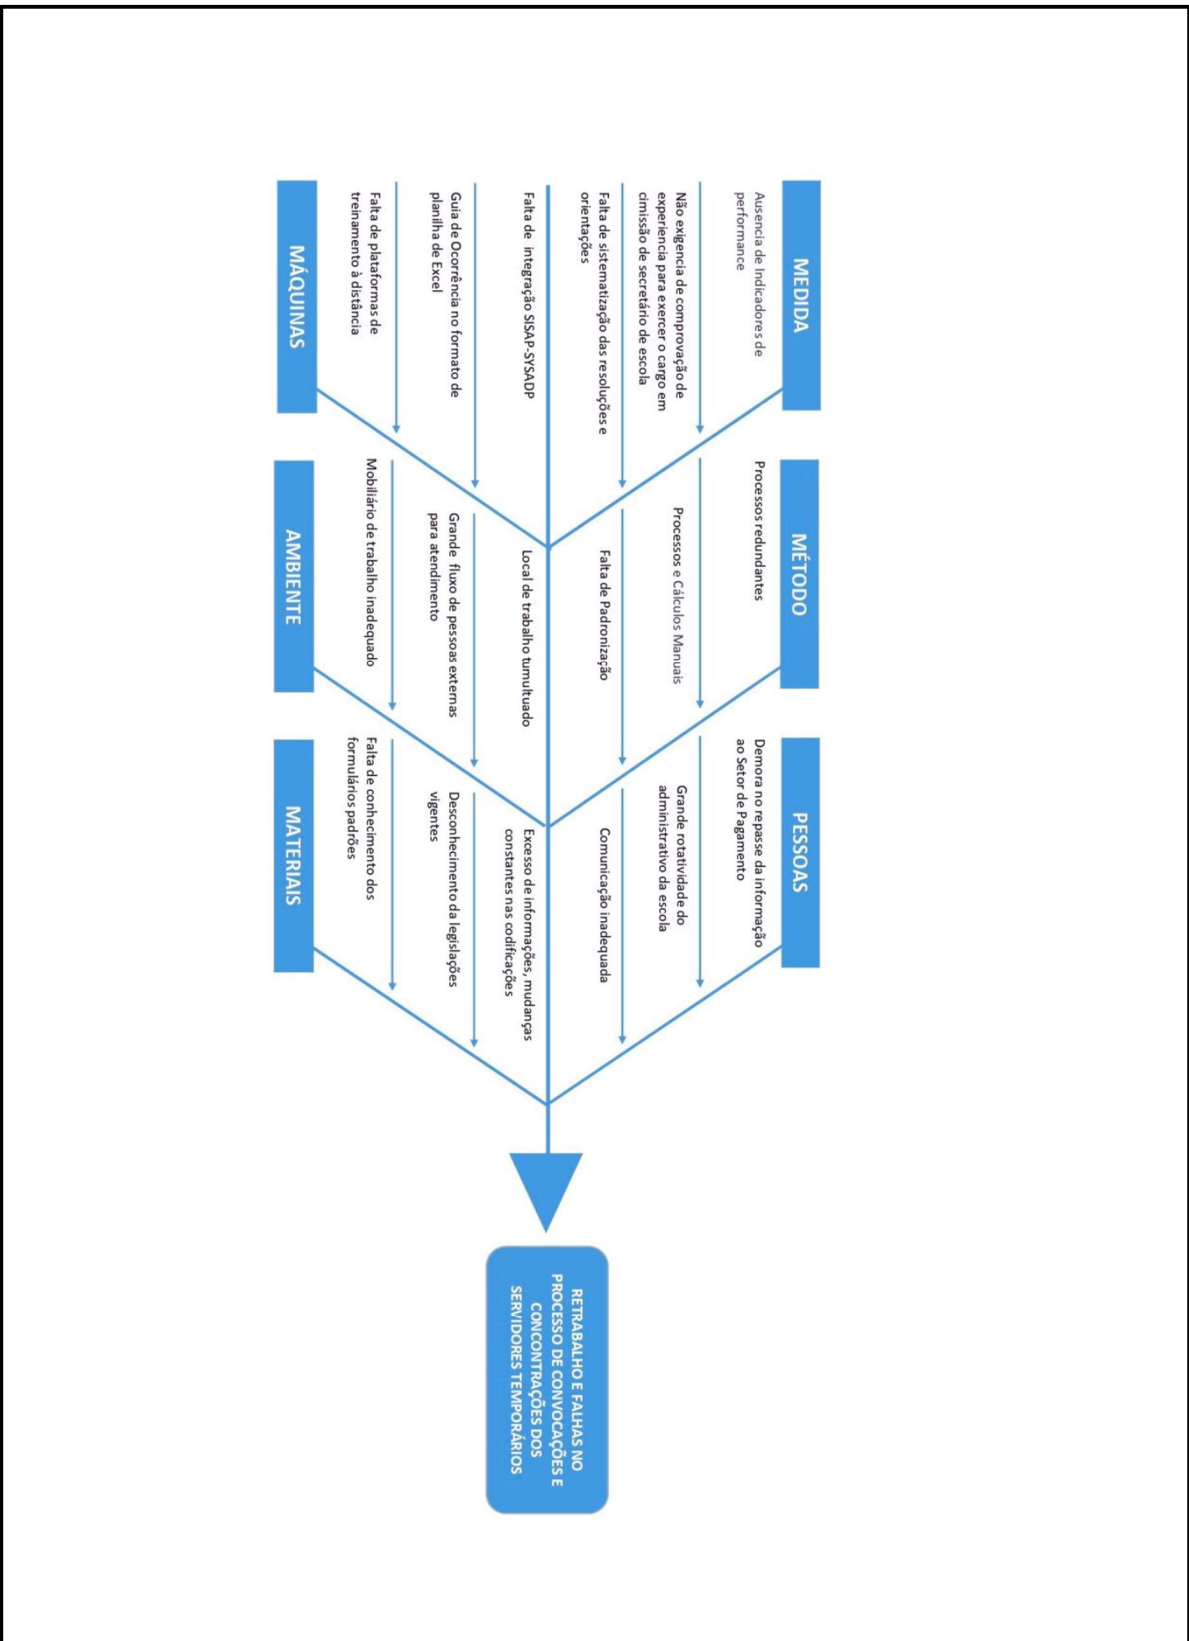 MEDIDA
Ausencia de Indicadores de
performance
Não exigencia de comprovação de
experiencia para exercer o cargo em
cimissão de secretário de escola
Falta de sistematização das resoluções e
orientações
MÉTODO
Processos redundantes
Processos e Cálculos Manuais
Falta de Padronização
PESSOAS
Demora no repasse da informação
ao Setor de Pagamento
Grande rotatividade do
administrativo da escola
Comunicação inadequada
Falta de integração SISAP-SYSADP
Guia de Ocorrência no formato de
planilha de Excel
Falta de plataformas de
treinamento à distância
MÁQUINAS
Local de trabalho tumultuado
Grande fluxo de pessoas externas
para atendimento
Mobiliário de trabalho inadequado
AMBIENTE
Excesso de informações, mudanças
constantes nas codificações
Desconhecimento da legislações
vigentes
Falta de conhecimento dos
formulários padrões
MATERIAIS
RETRABALHO E FALHAS NO
PROCESSO DE CONVOCAÇÕES E
CONCONTRAÇÕES DOS
SERVIDORES TEMPORÁRIOS